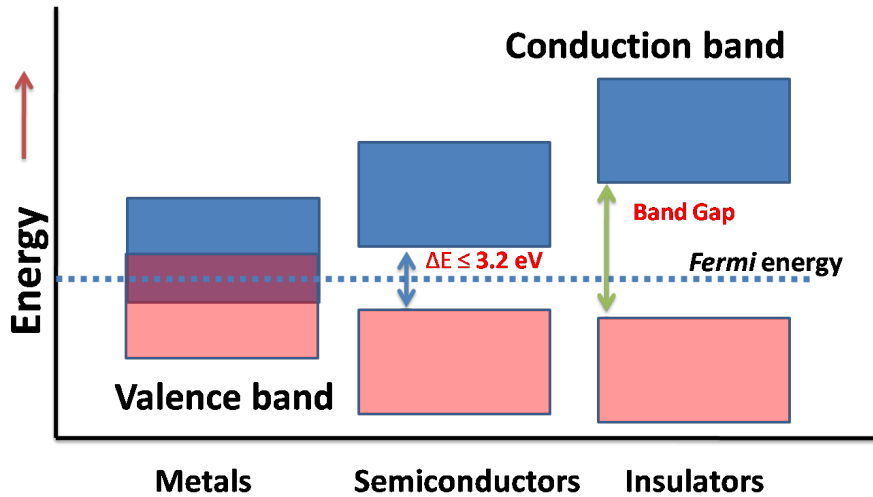 Conduction band
Band Gap
ΔE ≤ 3.2 eV
Fermi energy
Energy
Valence band
Metals
Semiconductors
Insulators